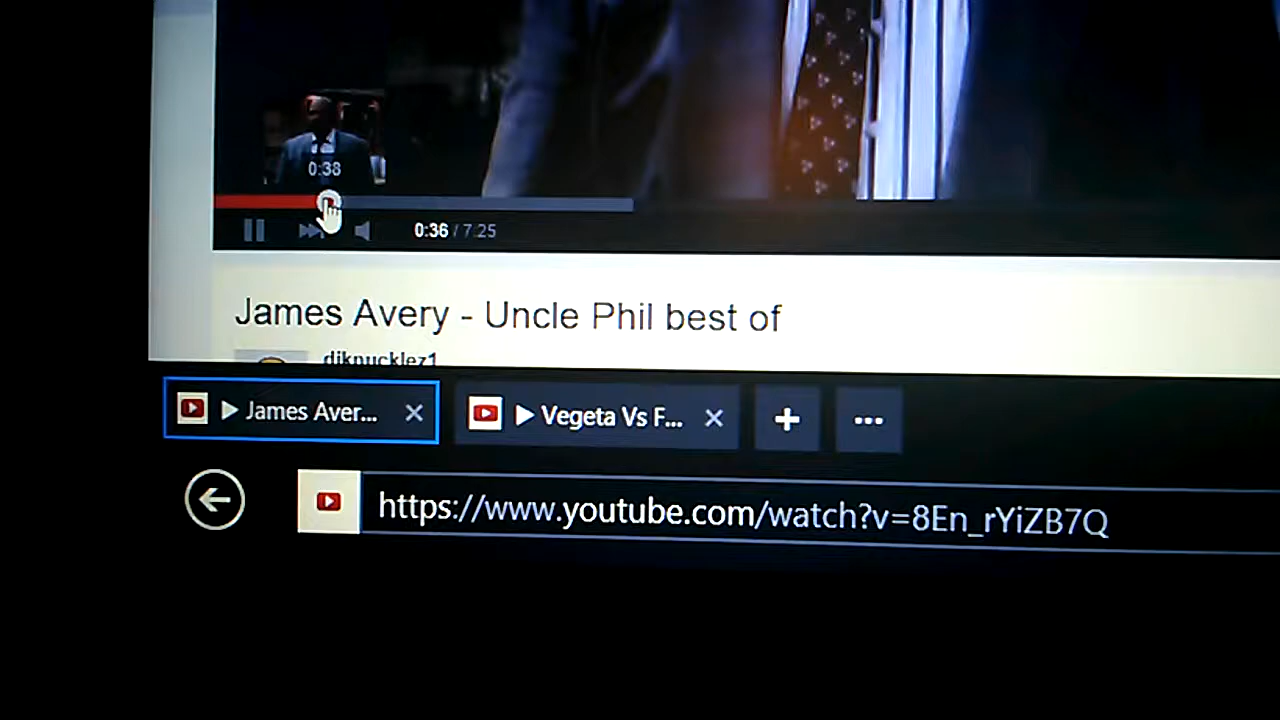 0:38
0:36 / 7:25
James Avery - Uncle Phil best of
djknucklez1
James Aver...
Vegeta Vs F...
https://www.youtube.com/watch?v=8En_rYiZB7Q